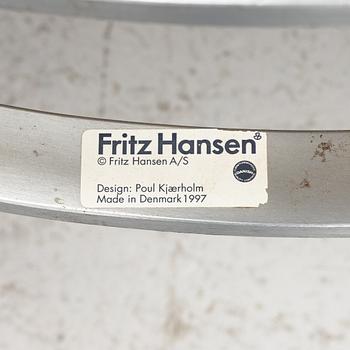 Fritz Hansen
© Fritz Hansen A/S
Design: Poul Kjærholm
Made in Denmark 1997